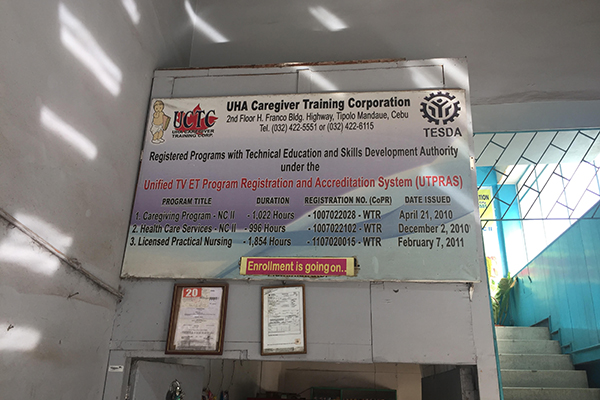 UCTC
UHA CAREGIVER
TRAINING CORP.
UHA Caregiver Training Corporation
2nd Floor H. Franco Bldg. Highway, Tipolo Mandaue, Cebu
Tel. (032) 422-5551 or (032) 422-6115
TESDA
Registered Programs with Technical Education and Skills Development Authority
under the
Unified TV ET Program Registration and Accreditation System (UTPRAS)
PROGRAM TITLE DURATION REGISTRATION NO. (CoPR) DATE ISSUED
1. Caregiving Program - NC II - 1,022 Hours - 1007022028 - WTR April 21, 2010
2. Health Care Services - NC II - 996 Hours - 1007022102 - WTR December 2, 2010
3. Licensed Practical Nursing - 1,854 Hours - 1107020015 - WTR February 7, 2011
Enrollment is going on..
20